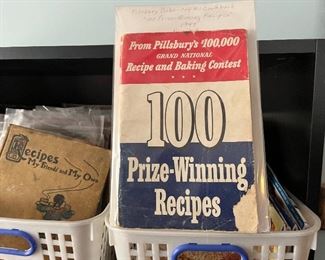 From Pillsbury's $100,000
GRAND NATIONAL
Recipe and Baking Contest
100
Prize-Winning
Recipes
Recipes
My Friends and My Own